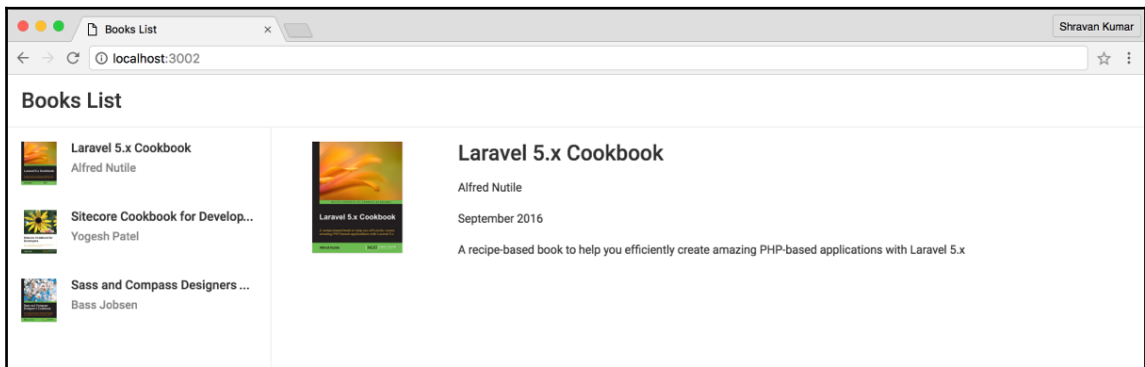 Books List
Shravan Kumar
localhost:3002
Books List
Laravel 5.x Cookbook
Alfred Nutile
Sitecore Cookbook for Develop...
Yogesh Patel
Sass and Compass Designers ...
Bass Jobsen
Laravel 5.x Cookbook
Laravel 5.x Cookbook
Alfred Nutile
September 2016
A recipe-based book to help you efficiently create amazing PHP-based applications with Laravel 5.x